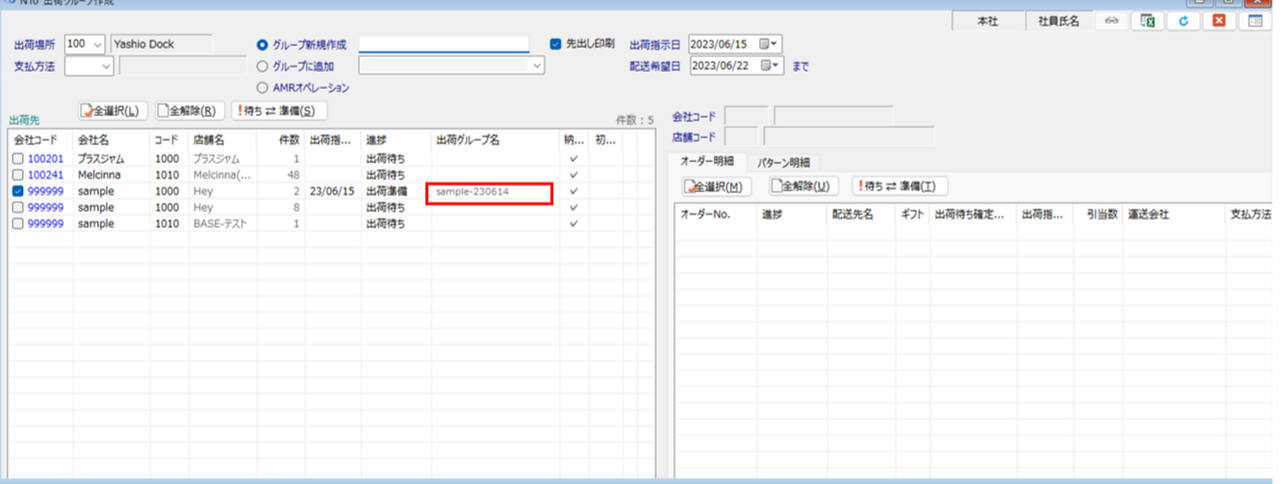 N10 出荷グループ作成
本社 社員氏名
出荷場所 100 Yashio Dock グループ新規作成 先出し印刷 出荷指示日 2023/06/15
支払方法 グループに追加 配送希望日 2023/06/22 まで
AMRオペレーション
全選択(L) 全解除(R) !待ち ⇄ 準備(S)
出荷先 件数 : 5
会社コード
店舗コード
会社コード 会社名 コード 店舗名 件数 出荷指... 進捗 出荷グループ名 納... 初...
100201 プラスジャム 1000 プラスジャム 1 出荷待ち ✓
100241 Melcinna 1010 Melcinna(... 48 出荷待ち ✓
999999 sample 1000 Hey 2 23/06/15 出荷準備 sample-230614 ✓
999999 sample 1000 Hey 8 出荷待ち ✓
999999 sample 1010 BASE-テスト 1 出荷待ち ✓
オーダー明細 パターン明細
全選択(M) 全解除(U) !待ち ⇄ 準備(T)
オーダーNo. 進捗 配送先名 ギフト 出荷待ち確定... 出荷指... 引当数 運送会社 支払方法